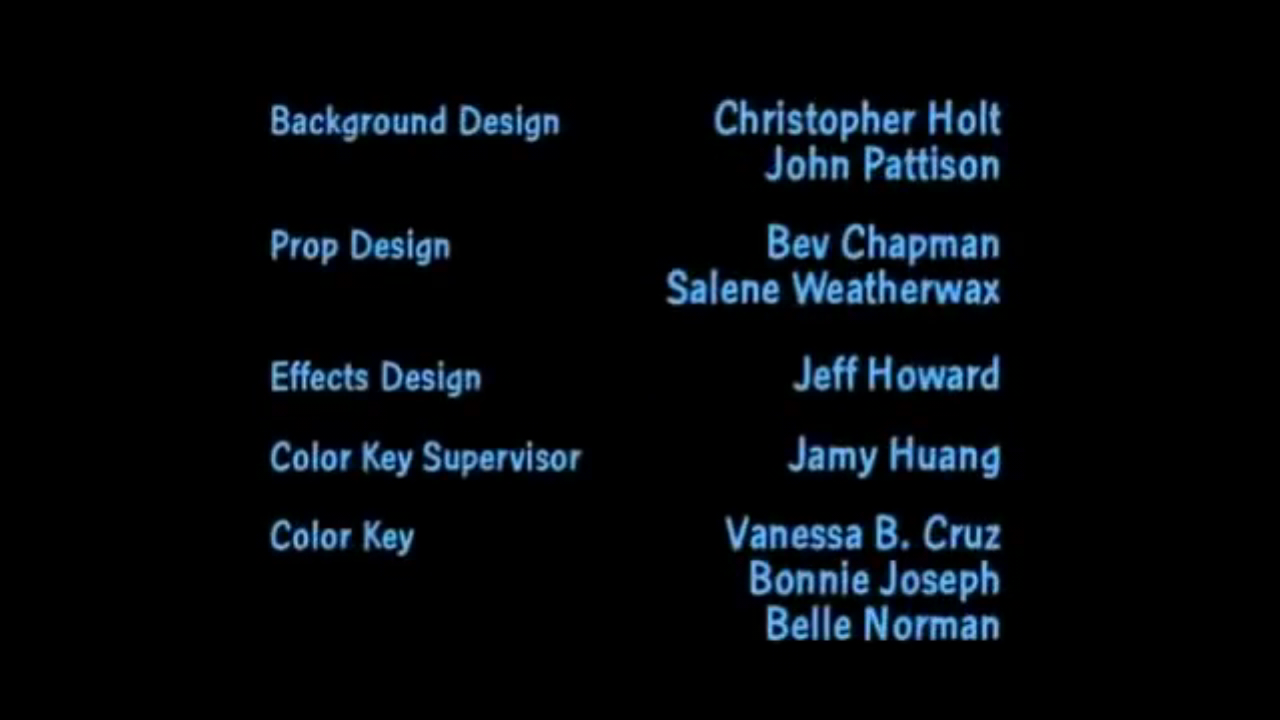 Background Design Christopher Holt
John Pattison
Prop Design Bev Chapman
Salene Weatherwax
Effects Design Jeff Howard
Color Key Supervisor Jamy Huang
Color Key Vanessa B. Cruz
Bonnie Joseph
Belle Norman